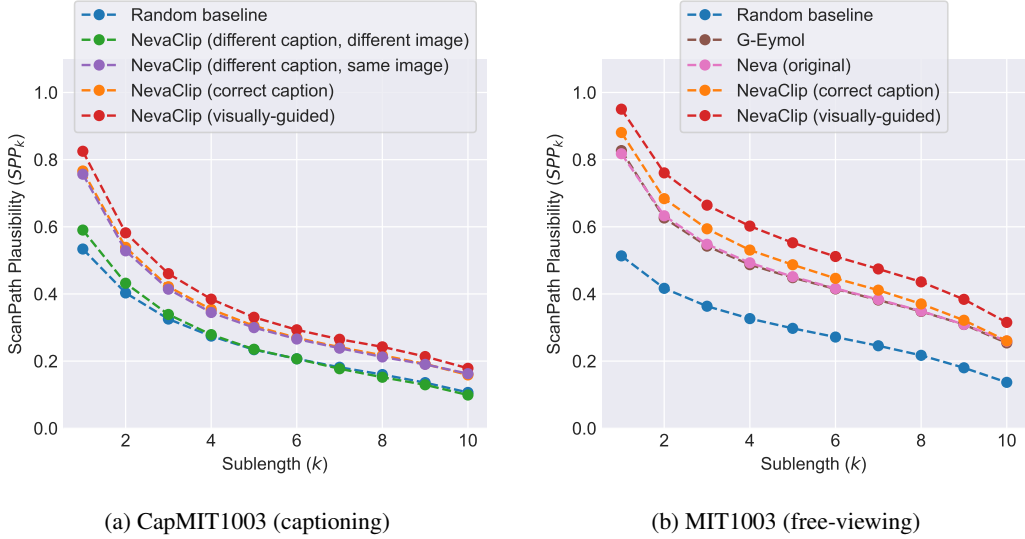 Random baseline
NevaClip (different caption, different image)
NevaClip (different caption, same image)
NevaClip (correct caption)
NevaClip (visually-guided)
ScanPath Plausibility (SPP_k)
1.0
0.8
0.6
0.4
0.2
0.0
2 4 6 8 10
Sublength (k)
(a) CapMIT1003 (captioning)
Random baseline
G-Eymol
Neva (original)
NevaClip (correct caption)
NevaClip (visually-guided)
ScanPath Plausibility (SPP_k)
1.0
0.8
0.6
0.4
0.2
0.0
2 4 6 8 10
Sublength (k)
(b) MIT1003 (free-viewing)